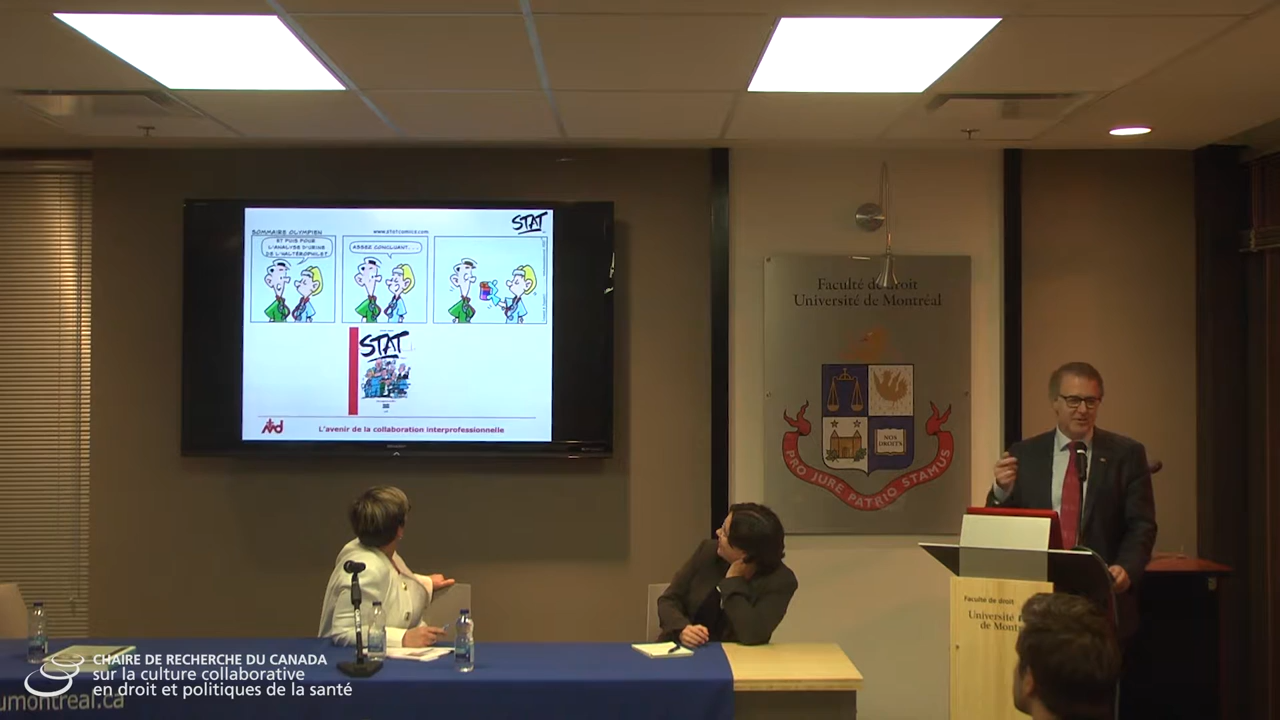 SOMMAIRE OLYMPIEN
www.statcomics.com
STAT
ET PUIS POUR
L'ANALYSE D'URINE
DE L'HALTÉROPHILE?
ASSEZ CONCLUANT...
STAT
L'avenir de la collaboration interprofessionnelle
Faculté de droit
Université de Montréal
NOS
DROITS
PRO JURE PATRIO STAMUS
Faculté de droit
Université
de Mont
CHAIRE DE RECHERCHE DU CANADA
sur la culture collaborative
en droit et politiques de la santé
umontreal.ca